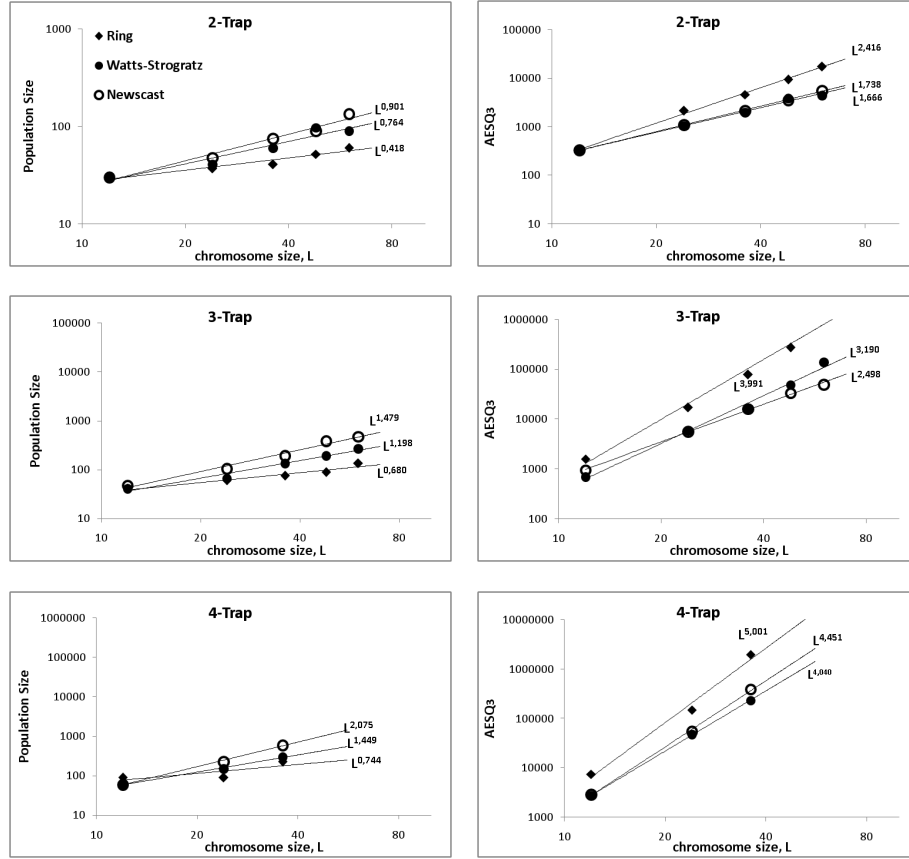 2-Trap
1000
100
10
Population Size
Ring
Watts-Strogratz
Newscast
L0,901
L0,764
L0,418
10 20 40 80
chromosome size, L
2-Trap
100000
10000
1000
100
10
AESQ3
L2,416
L1,738
L1,666
10 20 40 80
chromosome size, L
3-Trap
100000
10000
1000
100
10
Population Size
L1,479
L1,198
L0,680
10 20 40 80
chromosome size, L
3-Trap
1000000
100000
10000
1000
100
AESQ3
L3,991
L3,190
L2,498
10 20 40 80
chromosome size, L
4-Trap
1000000
100000
10000
1000
100
10
Population Size
L2,075
L1,449
L0,744
10 20 40 80
chromosome size, L
4-Trap
10000000
1000000
100000
10000
1000
AESQ3
L5,001
L4,451
L4,040
10 20 40 80
chromosome size, L